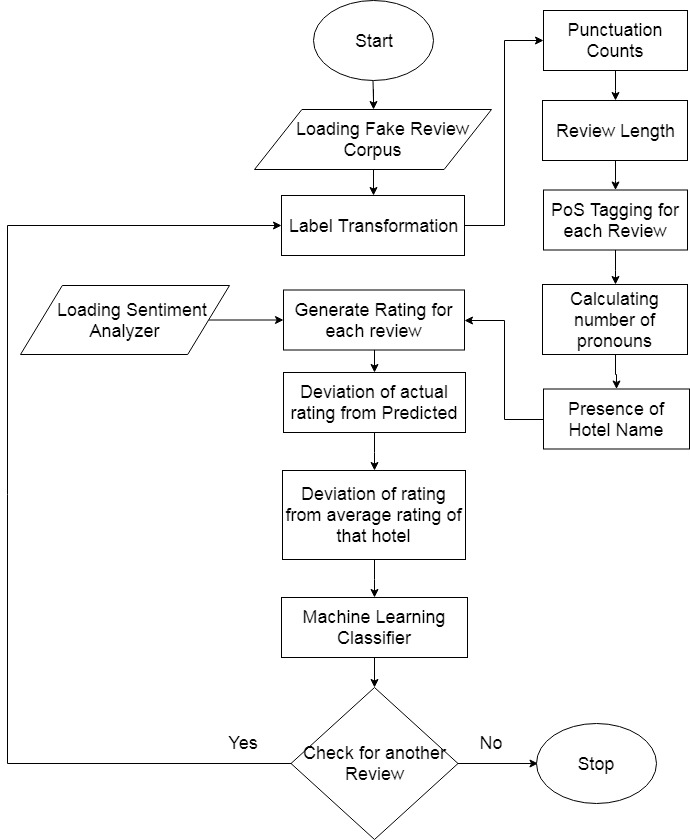 Start
Loading Fake Review
Corpus
Label Transformation
Punctuation
Counts
Review Length
PoS Tagging for
each Review
Calculating
number of
pronouns
Presence of
Hotel Name
Loading Sentiment
Analyzer
Generate Rating for
each review
Deviation of actual
rating from Predicted
Deviation of rating
from average rating of
that hotel
Machine Learning
Classifier
Check for another
Review
Yes
No
Stop